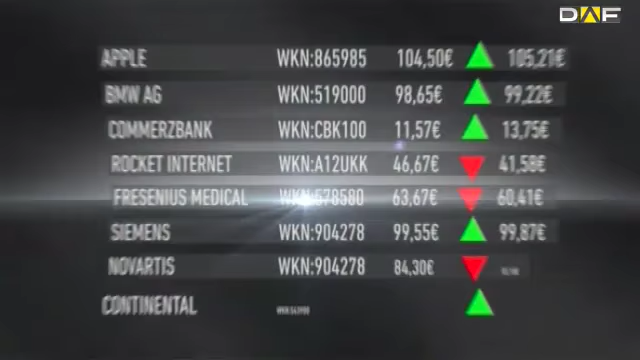 DAF
APPLE WKN:865985 104,50€ 105,21€
BMW AG WKN:519000 98,65€ 99,22€
COMMERZBANK WKN:CBK100 11,57€ 13,75€
ROCKET INTERNET WKN:A12UKK 46,67€ 41,58€
FRESENIUS MEDICAL WKN:578580 63,67€ 60,41€
SIEMENS WKN:904278 99,55€ 99,87€
NOVARTIS WKN:904278 84,30€
CONTINENTAL